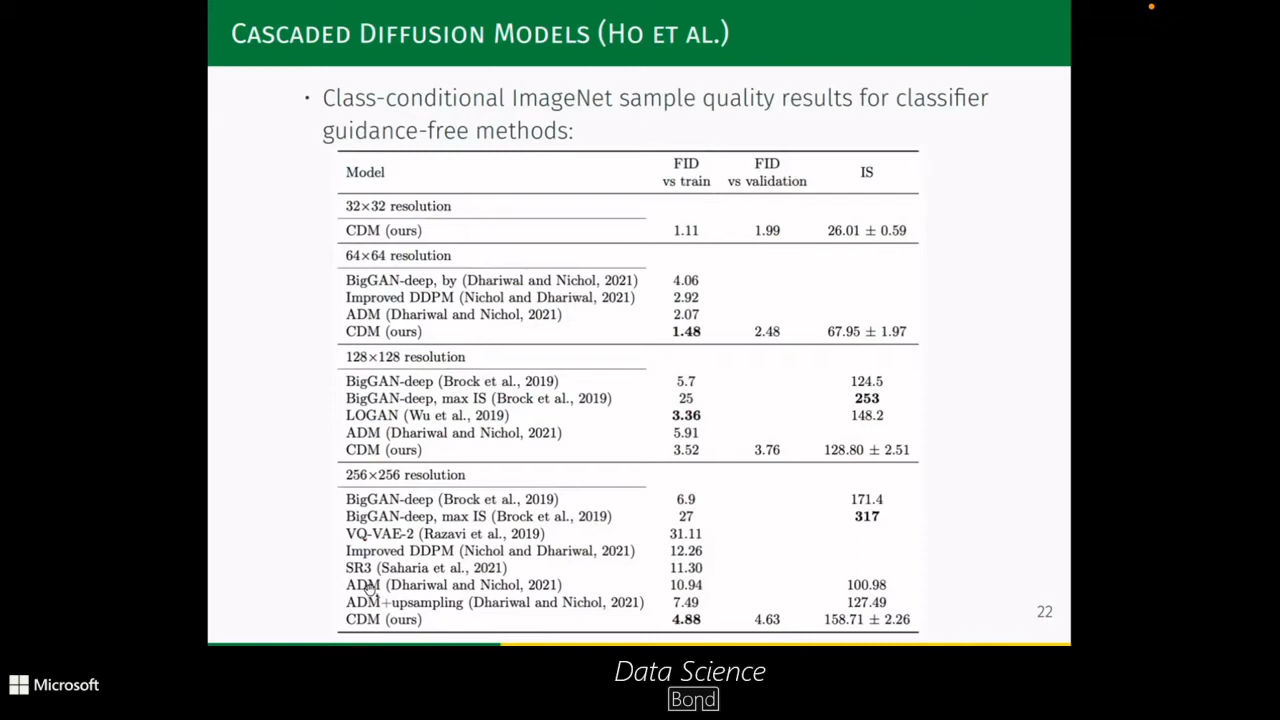 CASCADED DIFFUSION MODELS (HO ET AL.)
· Class-conditional ImageNet sample quality results for classifier
guidance-free methods:
Model FID vs train FID vs validation IS
32×32 resolution
CDM (ours) 1.11 1.99 26.01 ± 0.59
64×64 resolution
BigGAN-deep, by (Dhariwal and Nichol, 2021) 4.06
Improved DDPM (Nichol and Dhariwal, 2021) 2.92
ADM (Dhariwal and Nichol, 2021) 2.07
CDM (ours) 1.48 2.48 67.95 ± 1.97
128×128 resolution
BigGAN-deep (Brock et al., 2019) 5.7 124.5
BigGAN-deep, max IS (Brock et al., 2019) 25 253
LOGAN (Wu et al., 2019) 3.36 148.2
ADM (Dhariwal and Nichol, 2021) 5.91
CDM (ours) 3.52 3.76 128.80 ± 2.51
256×256 resolution
BigGAN-deep (Brock et al., 2019) 6.9 171.4
BigGAN-deep, max IS (Brock et al., 2019) 27 317
VQ-VAE-2 (Razavi et al., 2019) 31.11
Improved DDPM (Nichol and Dhariwal, 2021) 12.26
SR3 (Saharia et al., 2021) 11.30
ADM (Dhariwal and Nichol, 2021) 10.94 100.98
ADM+upsampling (Dhariwal and Nichol, 2021) 7.49 127.49
CDM (ours) 4.88 4.63 158.71 ± 2.26
22
Data Science
Bond
Microsoft